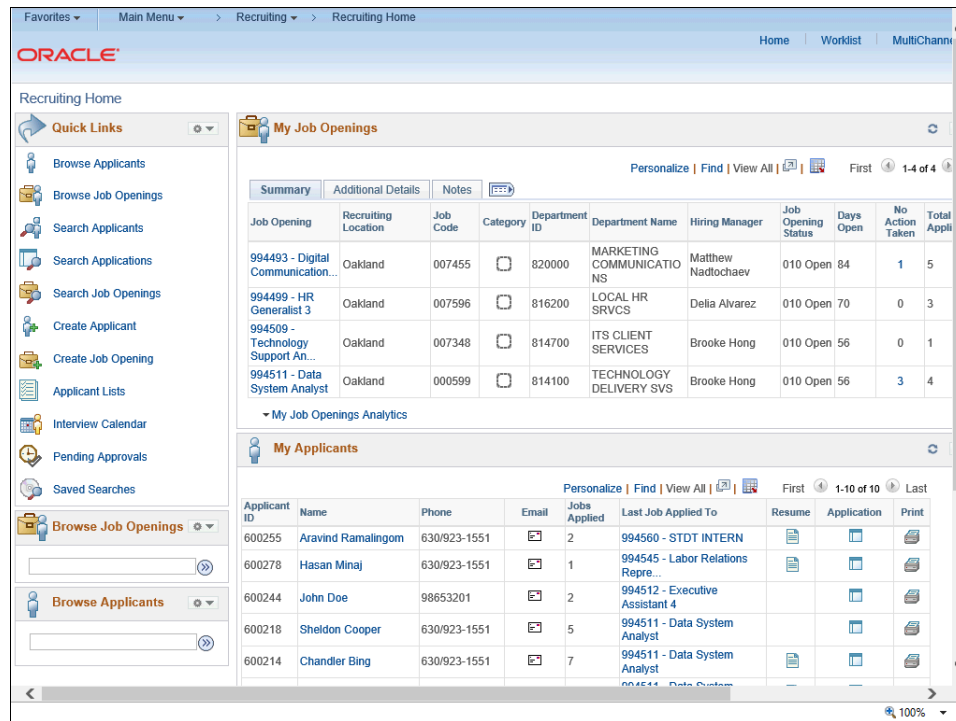 Favorites Main Menu > Recruiting > Recruiting Home
Home Worklist MultiChanne
ORACLE
Recruiting Home
Quick Links
Browse Applicants
Browse Job Openings
Search Applicants
Search Applications
Search Job Openings
Create Applicant
Create Job Opening
Applicant Lists
Interview Calendar
Pending Approvals
Saved Searches
Browse Job Openings
Browse Applicants
My Job Openings
Personalize | Find | View All | | First 1-4 of 4
Summary Additional Details Notes
Job Opening Recruiting Location Job Code Category Department ID Department Name Hiring Manager Job Opening Status Days Open No Action Taken Total Appli
994493 - Digital Communication... Oakland 007455 820000 MARKETING COMMUNICATIO NS Matthew Nadtochaev 010 Open 84 1 5
994499 - HR Generalist 3 Oakland 007596 816200 LOCAL HR SRVCS Delia Alvarez 010 Open 70 0 3
994509 - Technology Support An... Oakland 007348 814700 ITS CLIENT SERVICES Brooke Hong 010 Open 56 0 1
994511 - Data System Analyst Oakland 000599 814100 TECHNOLOGY DELIVERY SVS Brooke Hong 010 Open 56 3 4
My Job Openings Analytics
My Applicants
Personalize | Find | View All | | First 1-10 of 10 Last
Applicant ID Name Phone Email Jobs Applied Last Job Applied To Resume Application Print
600255 Aravind Ramalingom 630/923-1551 2 994560 - STDT INTERN
600278 Hasan Minaj 630/923-1551 1 994545 - Labor Relations Repre...
600244 John Doe 98653201 2 994512 - Executive Assistant 4
600218 Sheldon Cooper 630/923-1551 5 994511 - Data System Analyst
600214 Chandler Bing 630/923-1551 7 994511 - Data System Analyst
994511 - Data System
100%